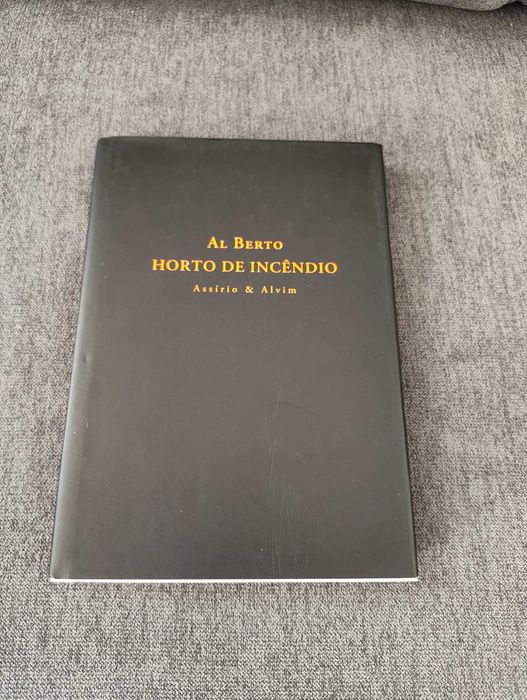 Al Berto
HORTO DE INCÊNDIO
Assírio & Alvim